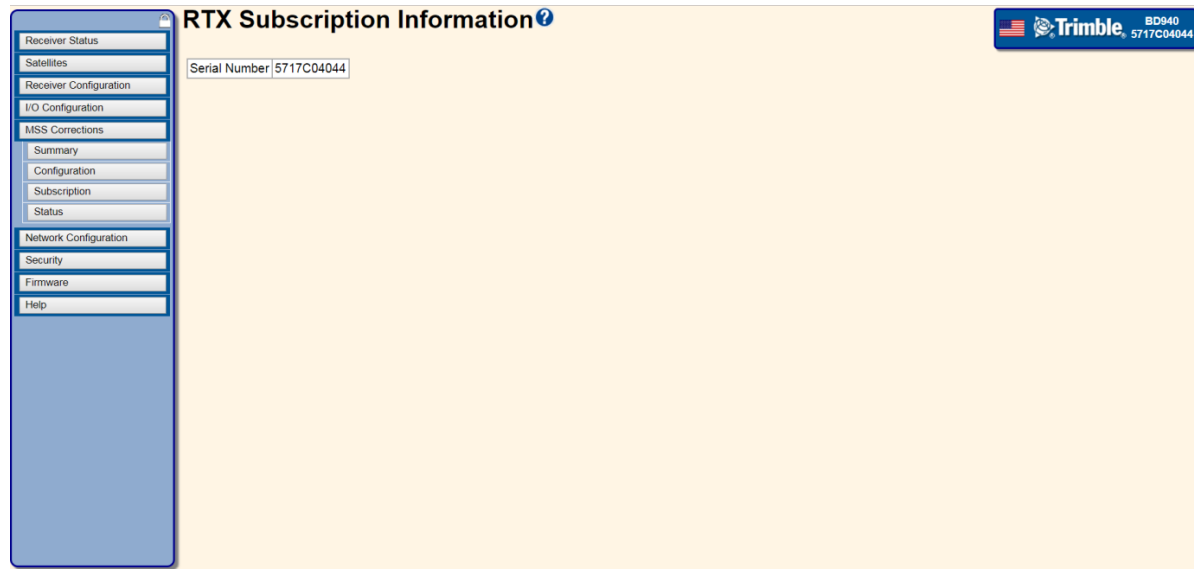 RTX Subscription Information?
Trimble®
BD940
5717C04044
Receiver Status
Satellites
Receiver Configuration
I/O Configuration
MSS Corrections
Summary
Configuration
Subscription
Status
Network Configuration
Security
Firmware
Help
Serial Number 5717C04044